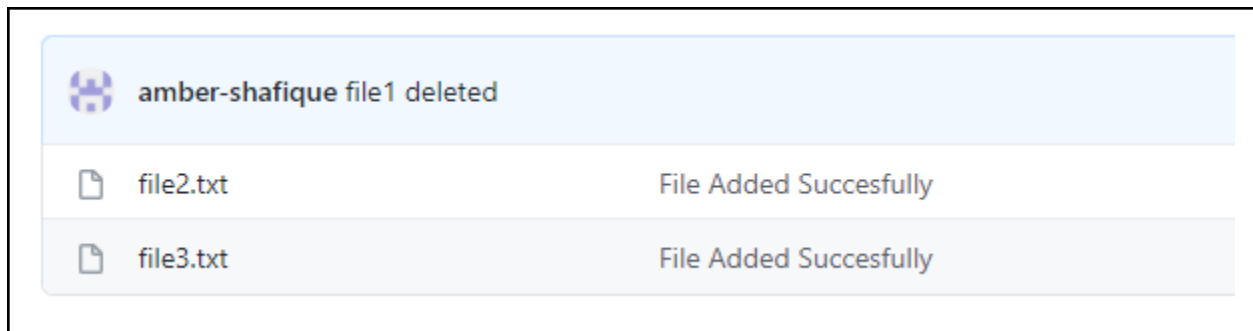 amber-shafique file1 deleted
file2.txt File Added Succesfully
file3.txt File Added Succesfully